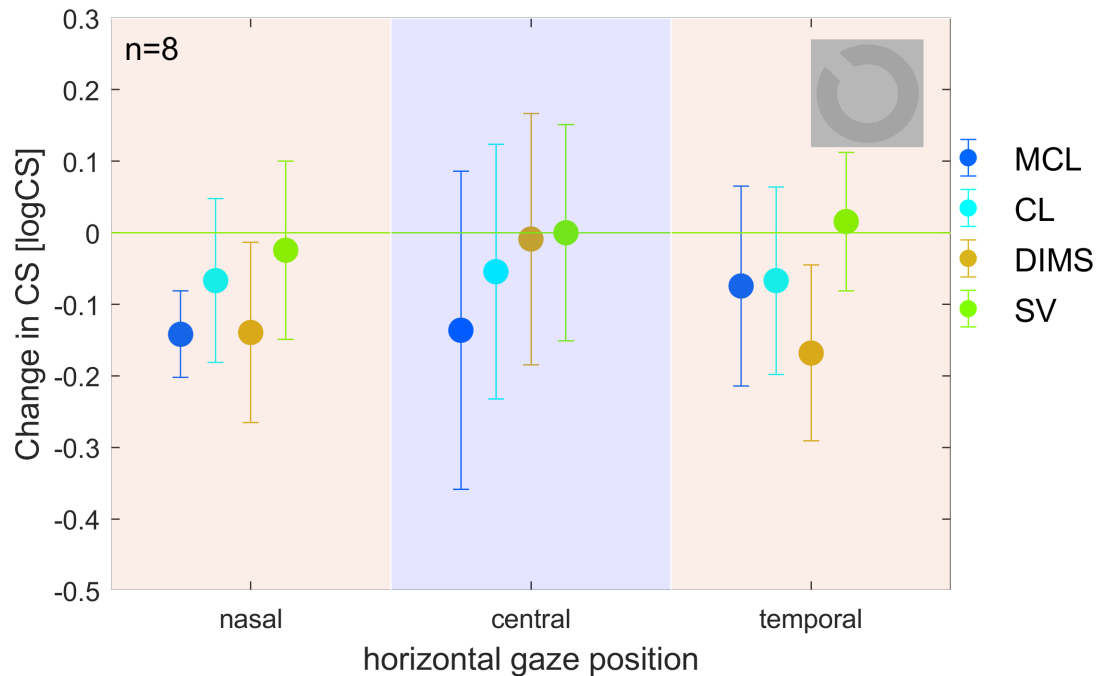 n=8
0.3
0.2
0.1
0
-0.1
-0.2
-0.3
-0.4
-0.5
Change in CS [logCS]
nasal central temporal
horizontal gaze position
MCL
CL
DIMS
SV